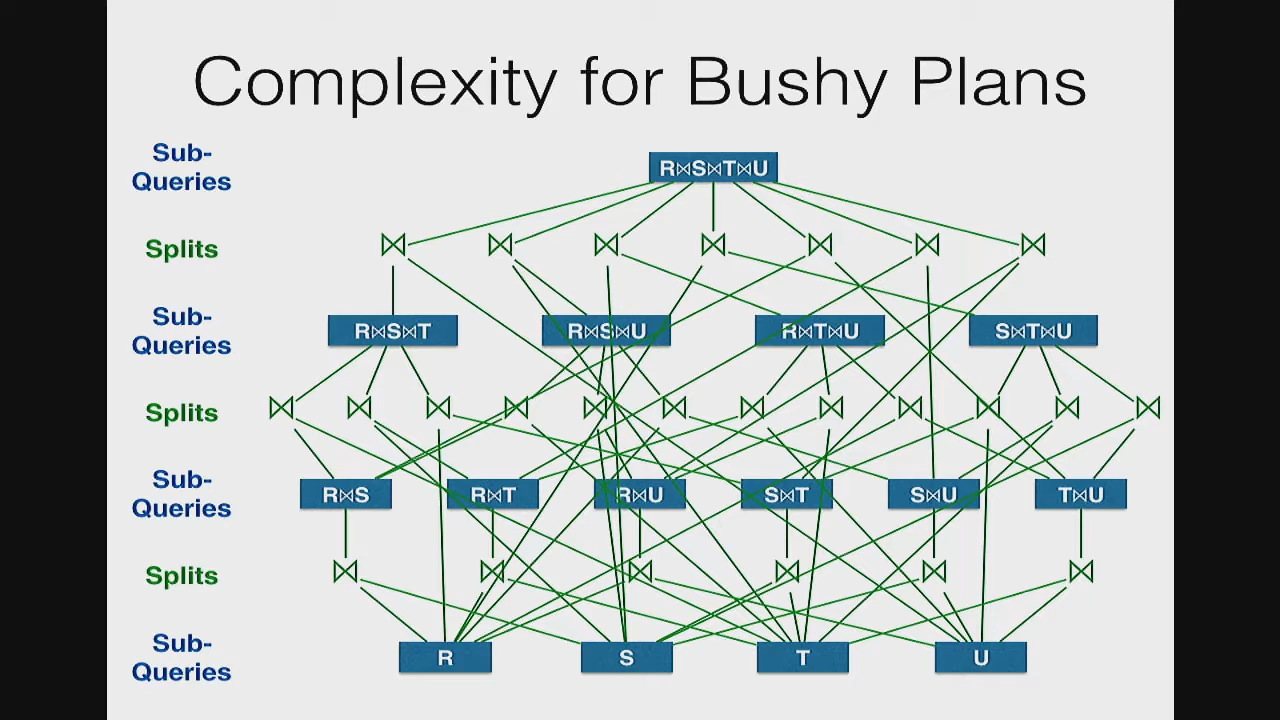 Complexity for Bushy Plans
Sub-
Queries
R⋈S⋈T⋈U
Splits
⋈ ⋈ ⋈ ⋈ ⋈ ⋈ ⋈
Sub-
Queries
R⋈S⋈T R⋈S⋈U R⋈T⋈U S⋈T⋈U
Splits
⋈ ⋈ ⋈ ⋈ ⋈ ⋈ ⋈ ⋈ ⋈ ⋈ ⋈ ⋈
Sub-
Queries
R⋈S R⋈T R⋈U S⋈T S⋈U T⋈U
Splits
⋈ ⋈ ⋈ ⋈ ⋈ ⋈
Sub-
Queries
R S T U